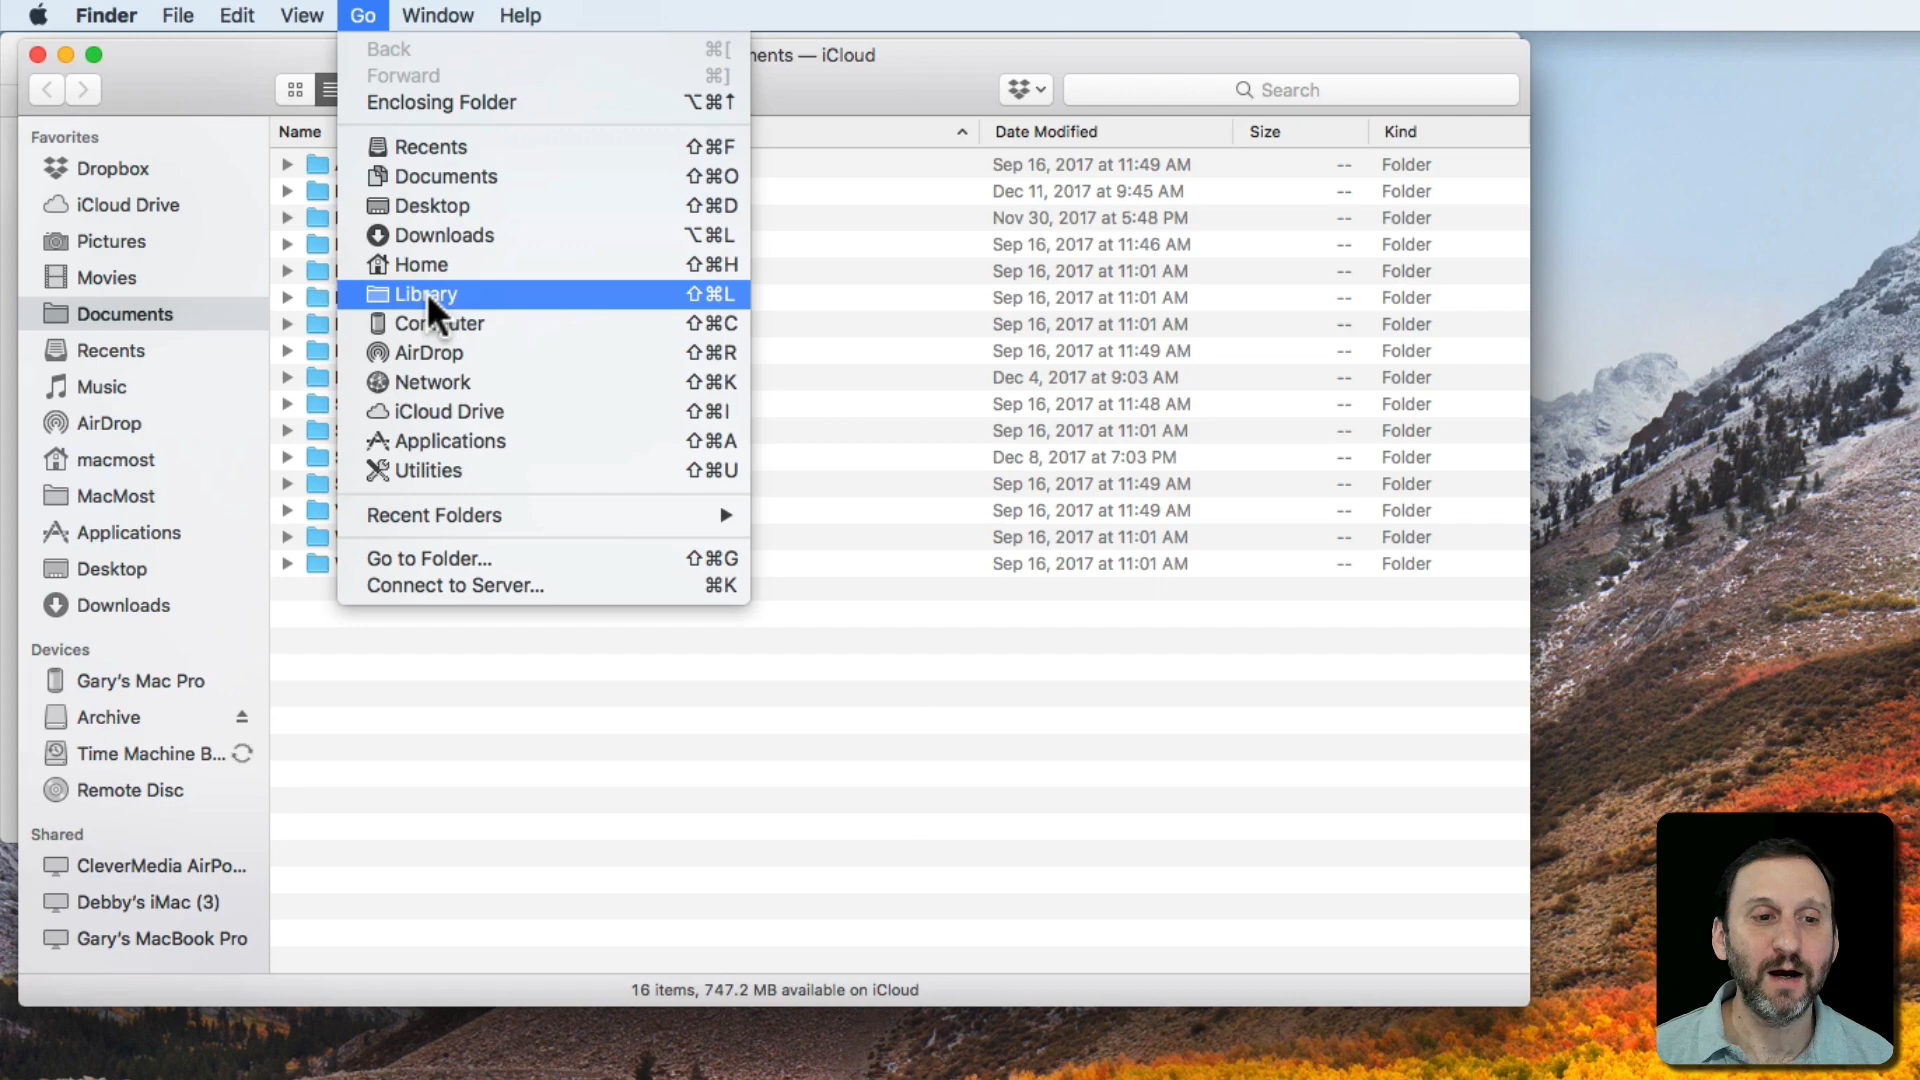 Finder File Edit View Go Window Help
ments — iCloud
Search
Back ⌘[
Forward ⌘]
Enclosing Folder ⌥⌘↑
Recents ⇧⌘F
Documents ⇧⌘O
Desktop ⇧⌘D
Downloads ⌥⌘L
Home ⇧⌘H
Library ⇧⌘L
Computer ⇧⌘C
AirDrop ⇧⌘R
Network ⇧⌘K
iCloud Drive ⇧⌘I
Applications ⇧⌘A
Utilities ⇧⌘U
Recent Folders ▶
Go to Folder... ⇧⌘G
Connect to Server... ⌘K
Favorites
Dropbox
iCloud Drive
Pictures
Movies
Documents
Recents
Music
AirDrop
macmost
MacMost
Applications
Desktop
Downloads
Devices
Gary's Mac Pro
Archive
Time Machine B...
Remote Disc
Shared
CleverMedia AirPo...
Debby's iMac (3)
Gary's MacBook Pro
Name Date Modified Size Kind
Sep 16, 2017 at 11:49 AM -- Folder
Dec 11, 2017 at 9:45 AM -- Folder
Nov 30, 2017 at 5:48 PM -- Folder
Sep 16, 2017 at 11:46 AM -- Folder
Sep 16, 2017 at 11:01 AM -- Folder
Sep 16, 2017 at 11:01 AM -- Folder
Sep 16, 2017 at 11:01 AM -- Folder
Sep 16, 2017 at 11:49 AM -- Folder
Dec 4, 2017 at 9:03 AM -- Folder
Sep 16, 2017 at 11:48 AM -- Folder
Sep 16, 2017 at 11:01 AM -- Folder
Dec 8, 2017 at 7:03 PM -- Folder
Sep 16, 2017 at 11:49 AM -- Folder
Sep 16, 2017 at 11:49 AM -- Folder
Sep 16, 2017 at 11:01 AM -- Folder
Sep 16, 2017 at 11:01 AM -- Folder
16 items, 747.2 MB available on iCloud